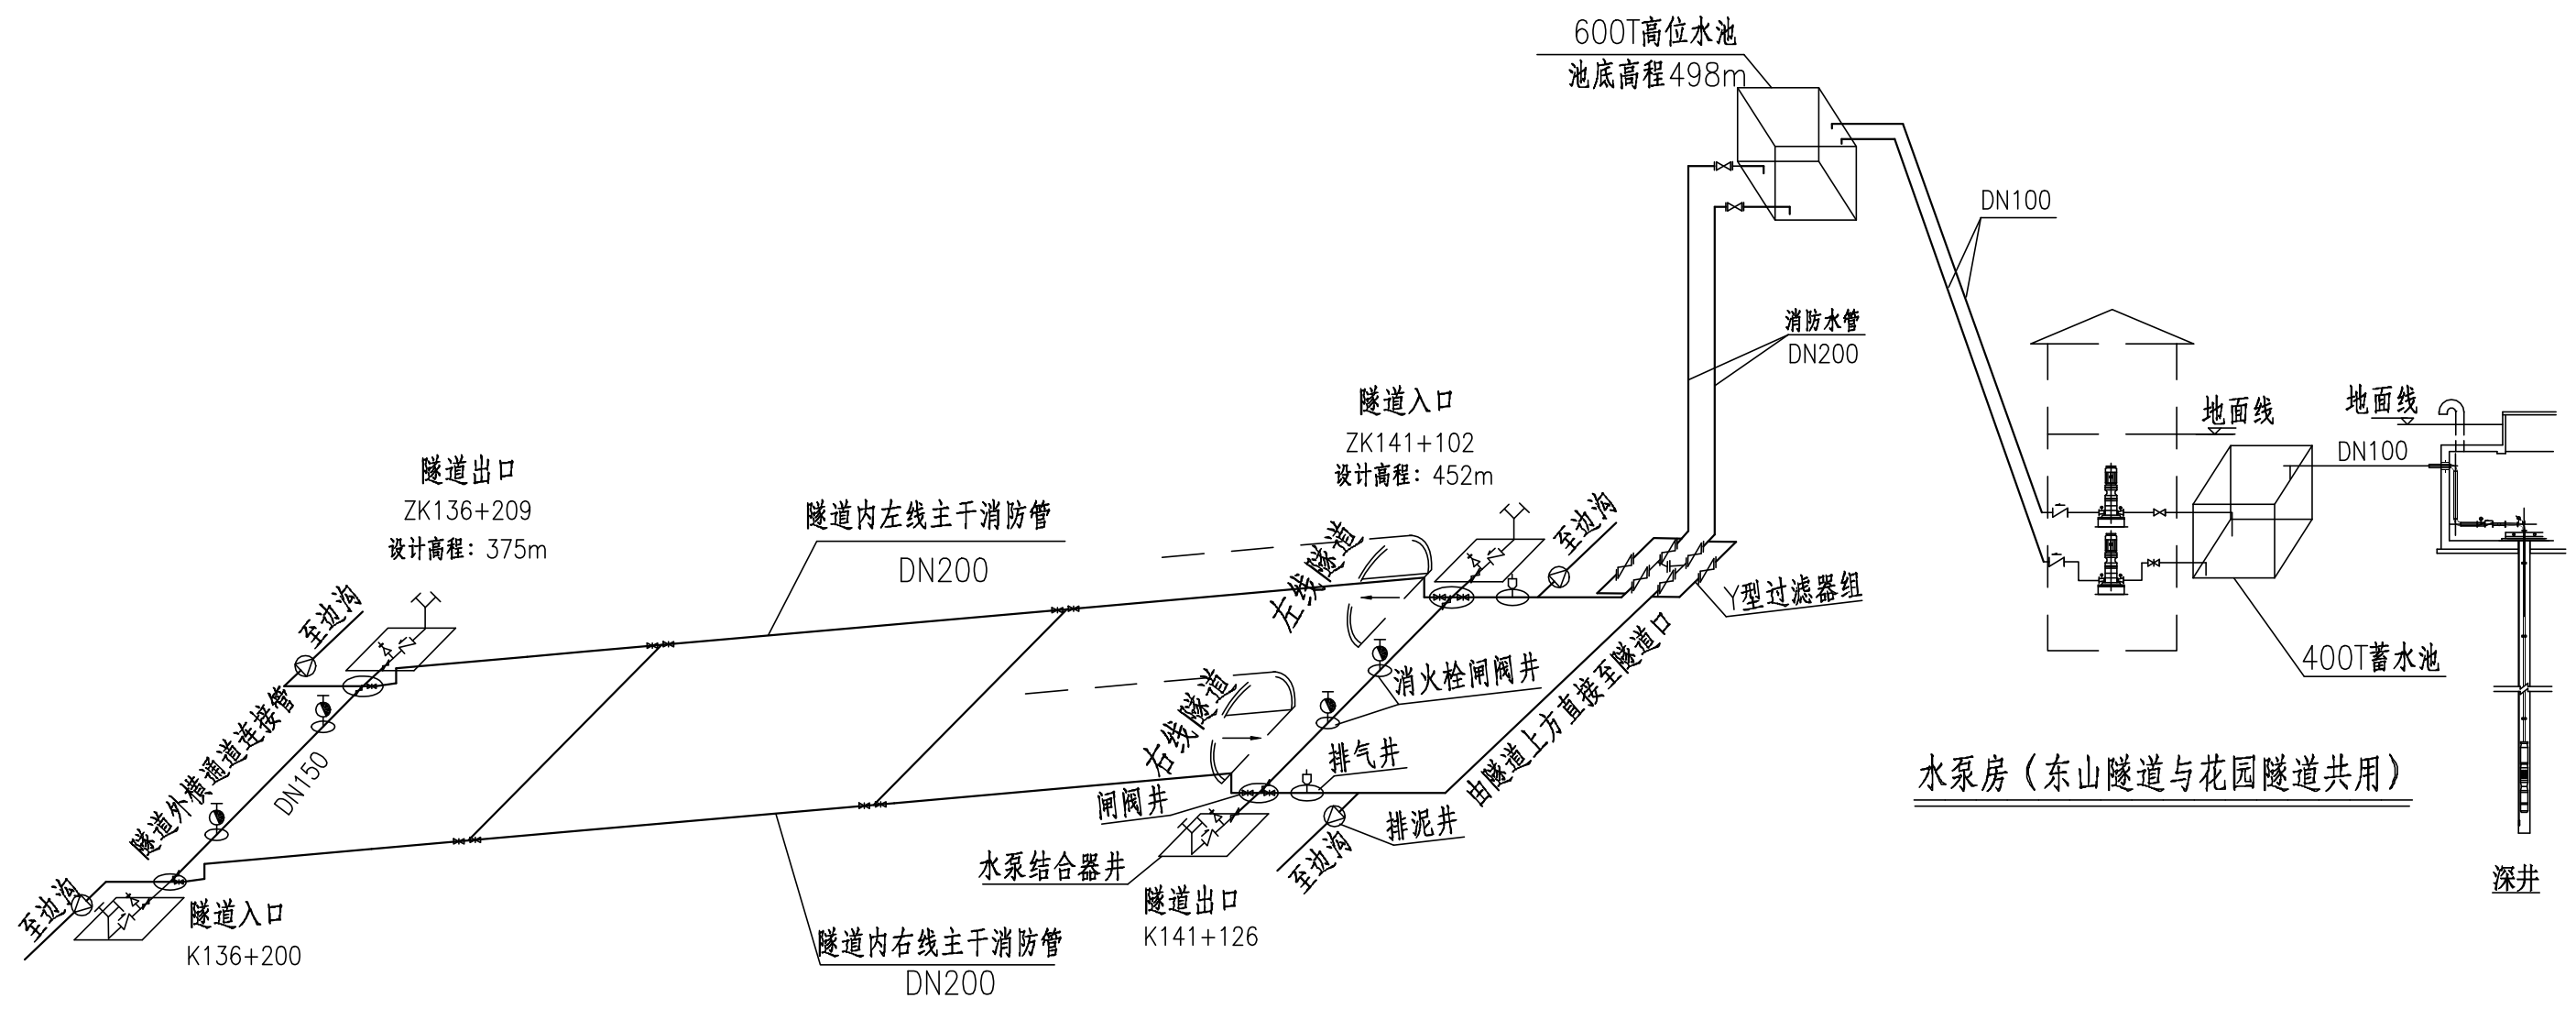 600T高位水池
池底高程498m
DN100
消防水管
DN200
隧道入口
ZK141+102
设计高程：452m
地面线
地面线
DN100
隧道出口
ZK136+209
设计高程：375m
隧道内左线主干消防管
DN200
左线隧道
至边沟
Y型过滤器组
至边沟
400T蓄水池
消火栓闸阀井
由隧道上方直接至隧道口
右线隧道
隧道外横通道连接管
DN150
排气井
闸阀井
水泵房（东山隧道与花园隧道共用）
排泥井
至边沟
水泵结合器井
深井
至边沟
隧道入口
K136+200
隧道出口
K141+126
隧道内右线主干消防管
DN200